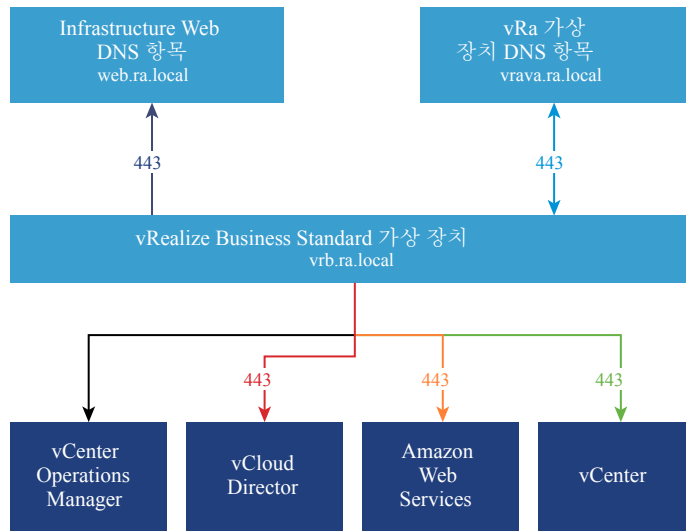 Infrastructure Web
DNS 항목
web.ra.local
vRa 가상
장치 DNS 항목
vrava.ra.local
443
443
vRealize Business Standard 가상 장치
vrb.ra.local
443
443
443
vCenter
Operations
Manager
vCloud
Director
Amazon
Web
Services
vCenter